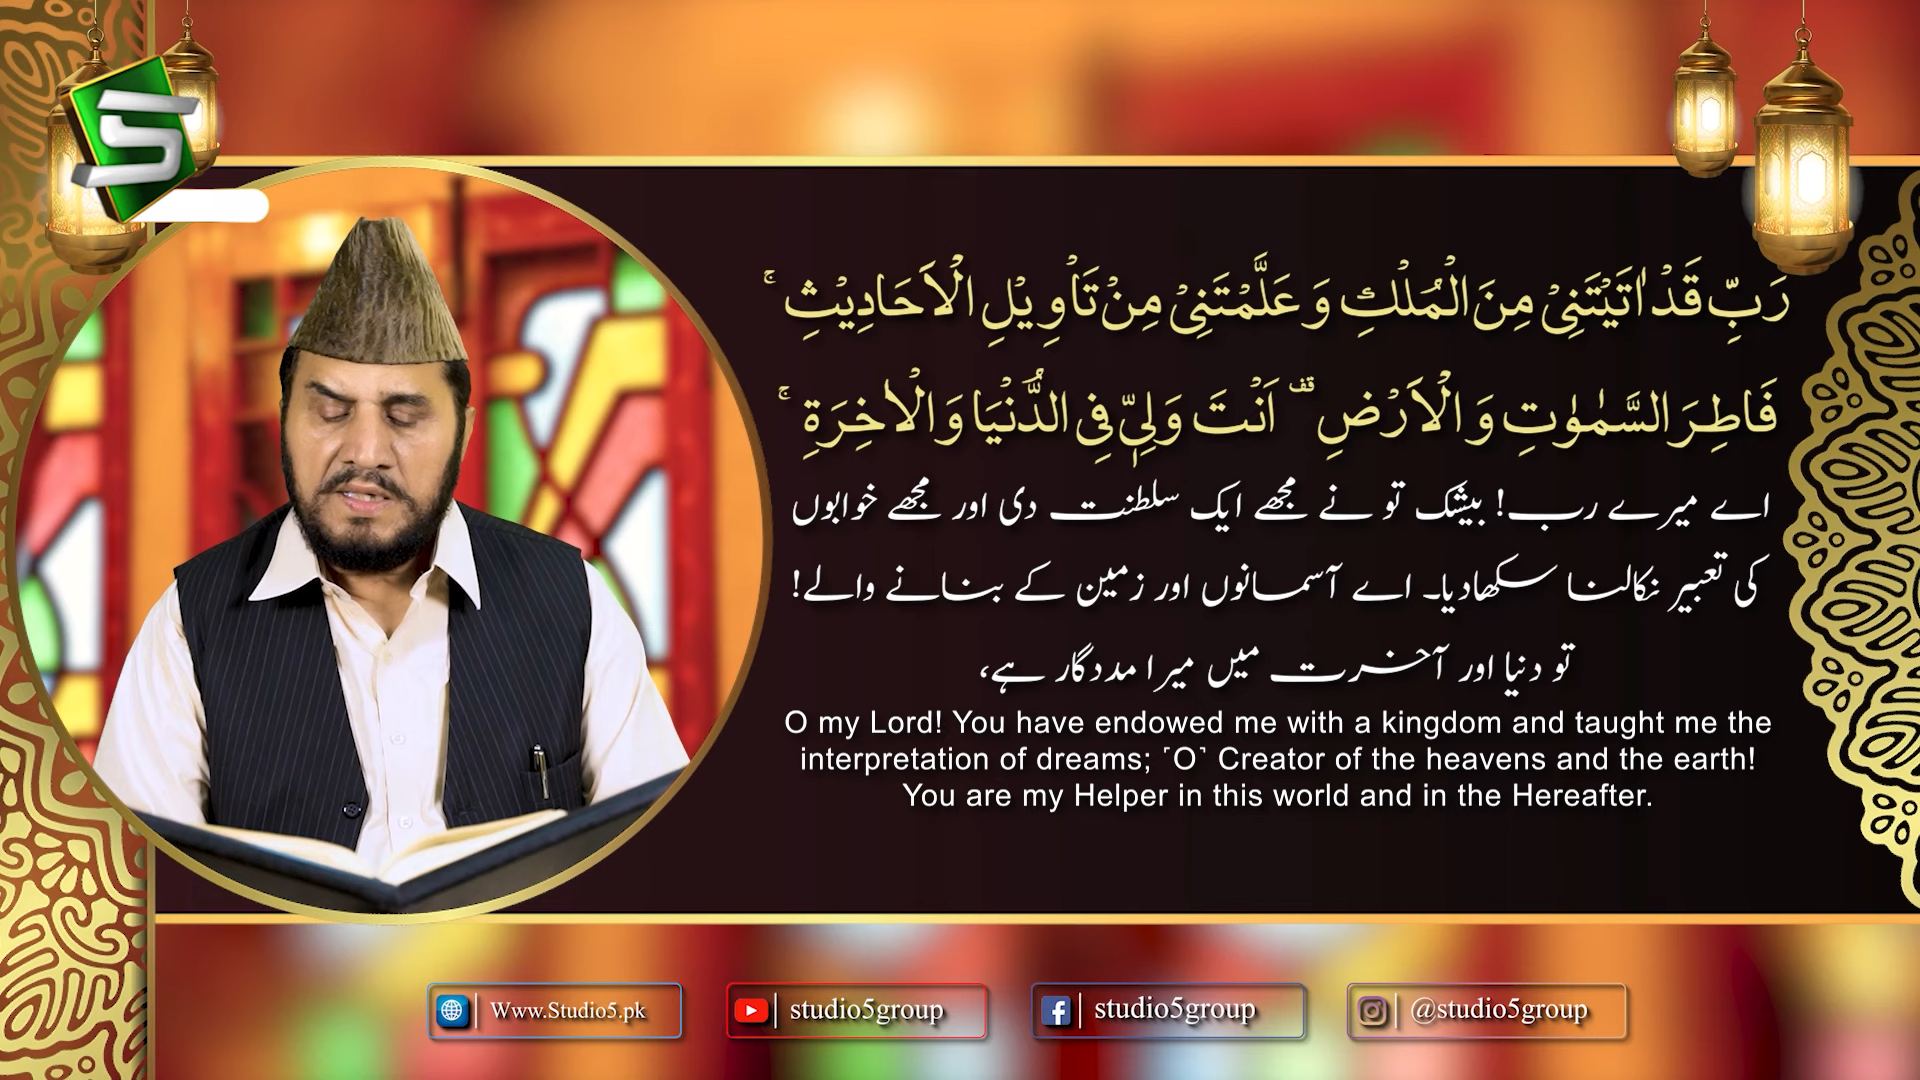 رَبِّ قَدْ اٰتَيْتَنِيْ مِنَ الْمُلْكِ وَ عَلَّمْتَنِيْ مِنْ تَاْوِيْلِ الْاَحَادِيْثِ ۚ
فَاطِرَ السَّمٰوٰتِ وَ الْاَرْضِ ۫ اَنْتَ وَلِيّٖ فِي الدُّنْيَا وَ الْاٰخِرَةِ ۚ
اے میرے رب! بیشک تو نے مجھے ایک سلطنت دی اور مجھے خوابوں
کی تعبیر نکالنا سکھادیا۔ اے آسمانوں اور زمین کے بنانے والے!
تو دنیا اور آخرت میں میرا مددگار ہے،
O my Lord! You have endowed me with a kingdom and taught me the
interpretation of dreams; ˹O˺ Creator of the heavens and the earth!
You are my Helper in this world and in the Hereafter.
Www.Studio5.pk
studio5group
studio5group
@studio5group